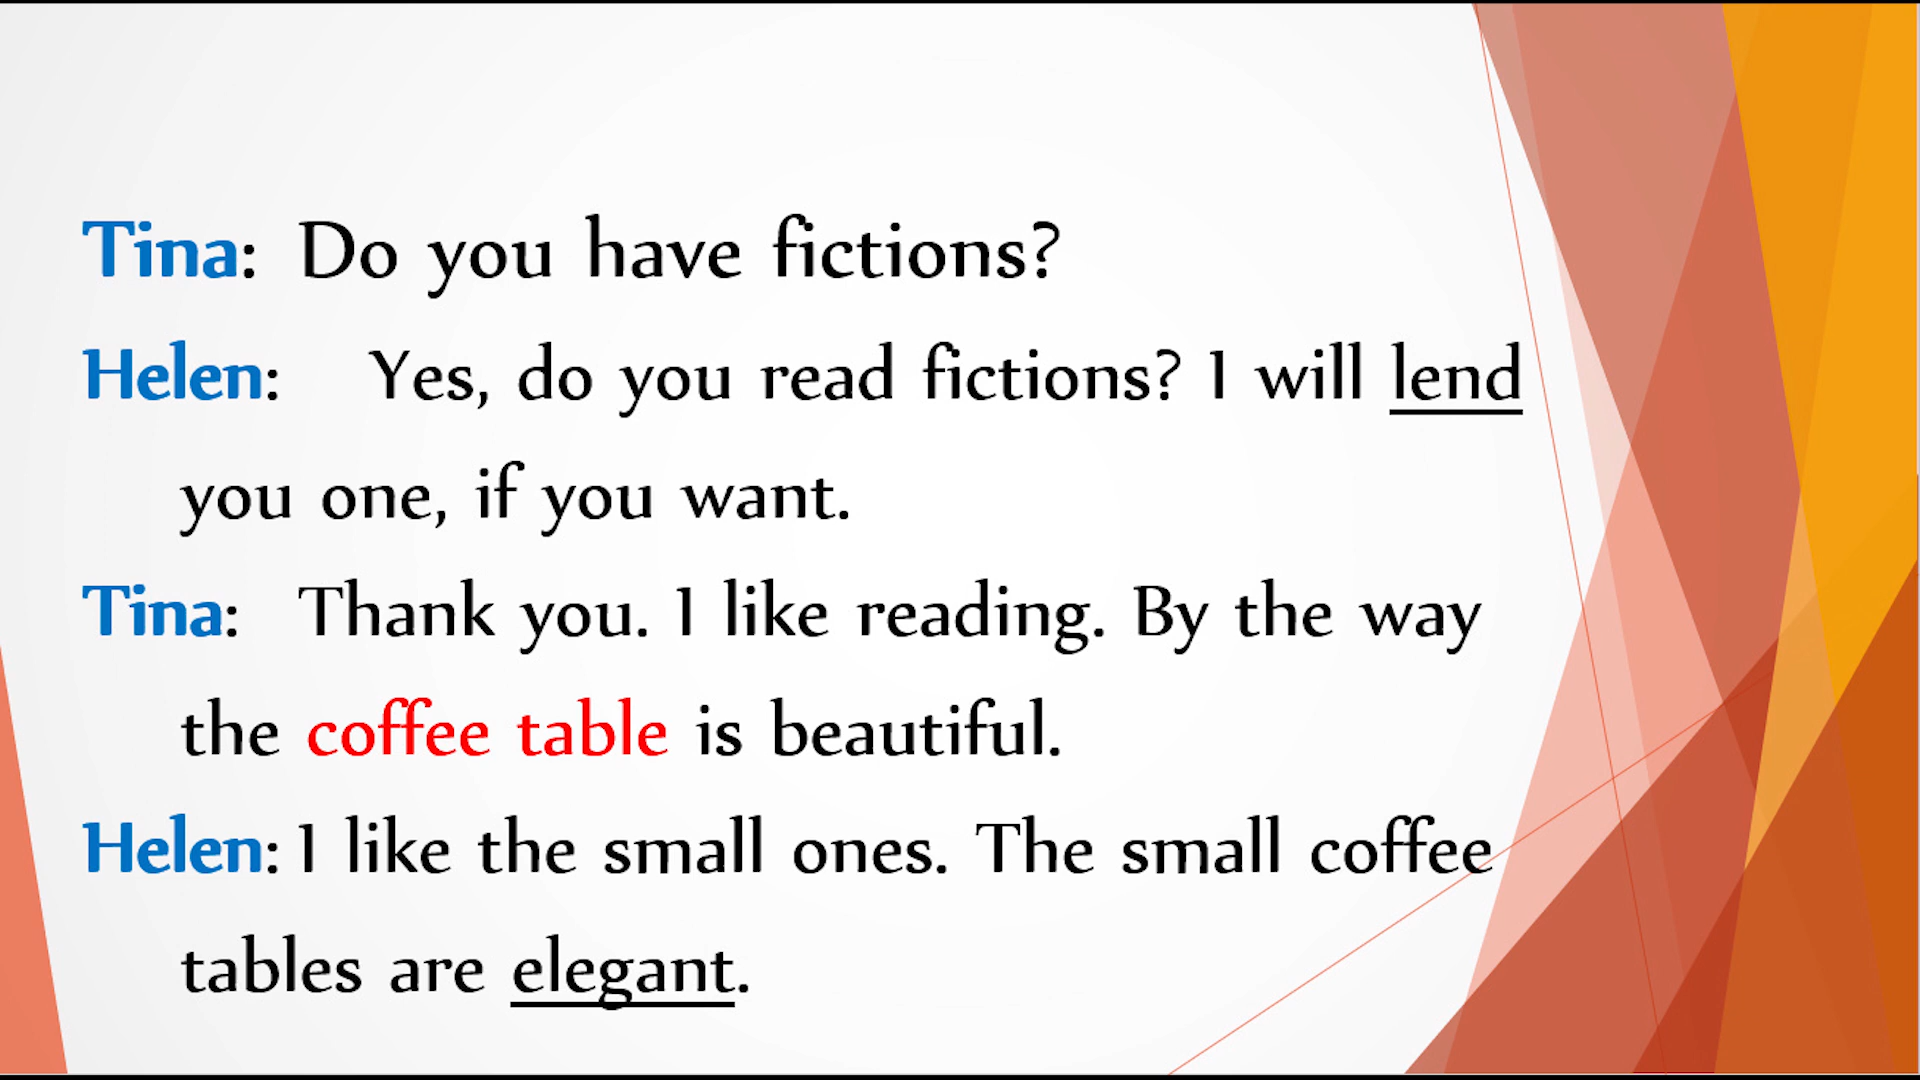 Tina: Do you have fictions?
Helen: Yes, do you read fictions? I will lend
you one, if you want.
Tina: Thank you. I like reading. By the way
the coffee table is beautiful.
Helen: I like the small ones. The small coffee
tables are elegant.